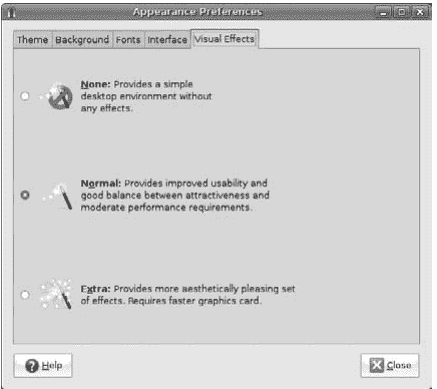 Appearance Preferences
Theme Background Fonts Interface Visual Effects
None: Provides a simple
desktop environment without
any effects.
Normal: Provides improved usability and
good balance between attractiveness and
moderate performance requirements.
Extra: Provides more aesthetically pleasing set
of effects. Requires faster graphics card.
Help Close